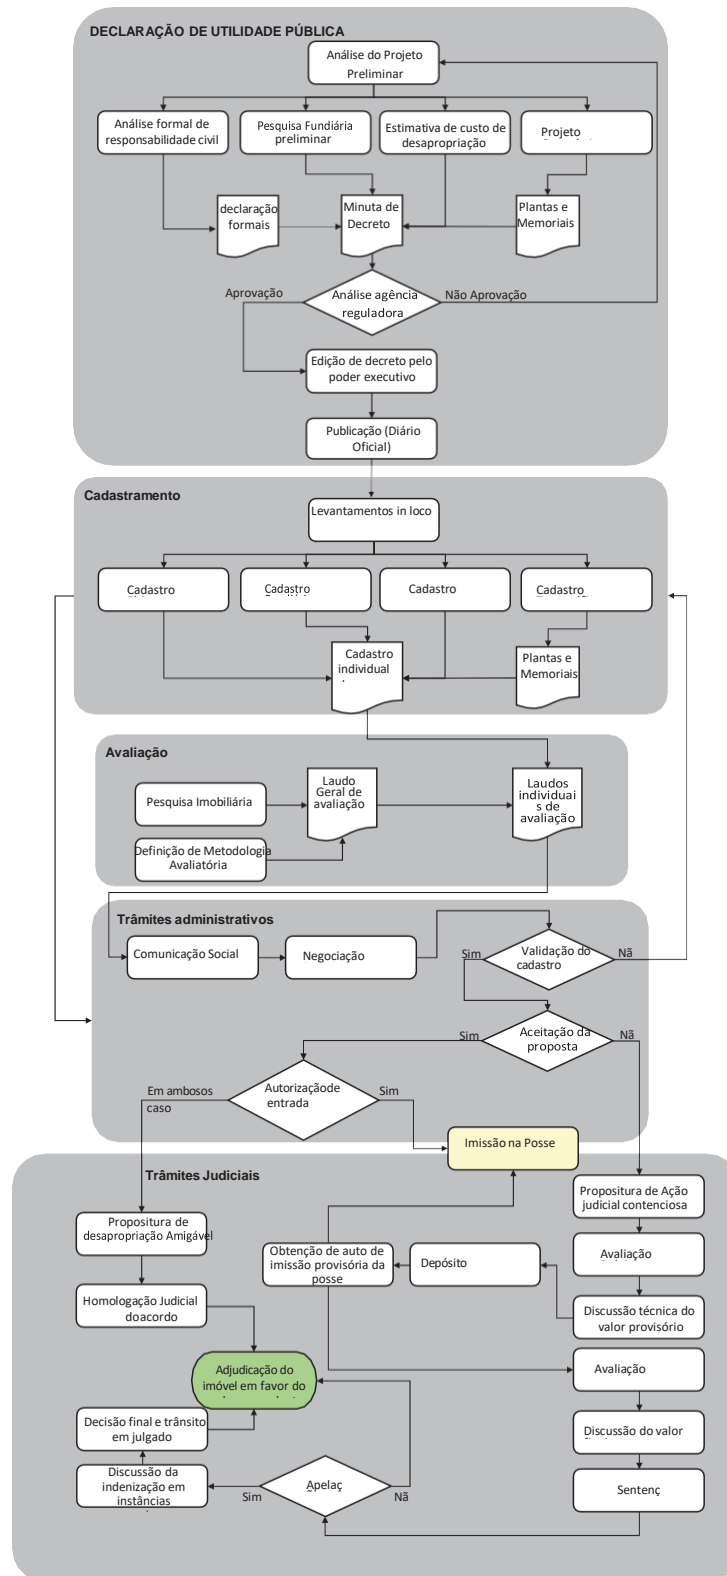 DECLARAÇÃO DE UTILIDADE PÚBLICA
Análise do Projeto
Preliminar
Análise formal de
responsabilidade civil
Pesquisa Fundiária
preliminar
Estimativa de custo de
desapropriação
Projeto
declaração
formais
Minuta de
Decreto
Plantas e
Memoriais
Aprovação
Análise agência
reguladora
Não Aprovação
Edição de decreto pelo
poder executivo
Publicação (Diário
Oficial)
Cadastramento
Levantamentos in loco
Cadastro
Cadastro
Cadastro
Cadastro
Cadastro
individual
Plantas e
Memoriais
Avaliação
Pesquisa Imobiliária
Laudo
Geral de
avaliação
Laudos
individuai
s de
avaliação
Definição de Metodologia
Avaliatória
Trâmites administrativos
Comunicação Social
Negociação
Sim
Validação do
cadastro
Nã
Sim
Aceitação da
proposta
Nã
Em ambosos
caso
Autorizaçãode
entrada
Sim
Imissão na Posse
Trâmites Judiciais
Propositura de
desapropriação Amigável
Propositura de Ação
judicial contenciosa
Obtenção de auto de
imissão provisória da
posse
Depósito
Avaliação
Homologação Judicial
doacordo
Discussão técnica do
valor provisório
Adjudicação do
imóvel em favor do
Avaliação
Decisão final e trânsito
em julgado
Discussão do valor
Discussão da
indenização em
instâncias
Sim
Apelaç
Nã
Sentenç